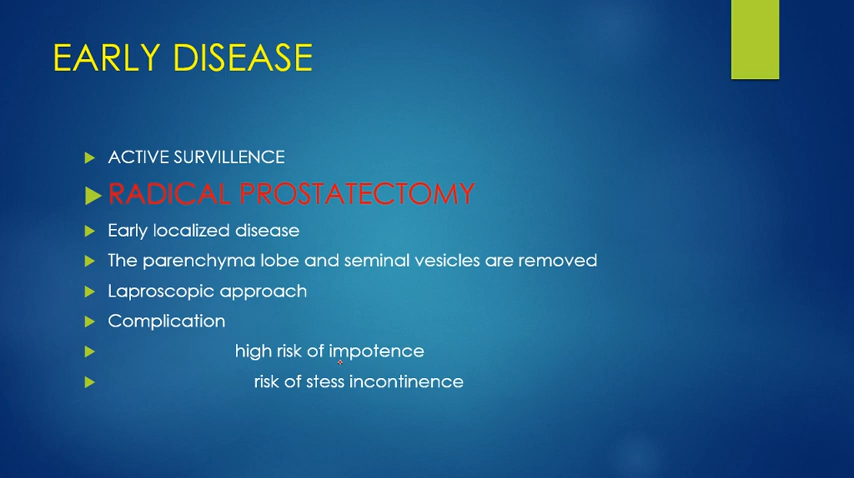 EARLY DISEASE
ACTIVE SURVILLENCE
RADICAL PROSTATECTOMY
Early localized disease
The parenchyma lobe and seminal vesicles are removed
Laproscopic approach
Complication
high risk of impotence
risk of stess incontinence